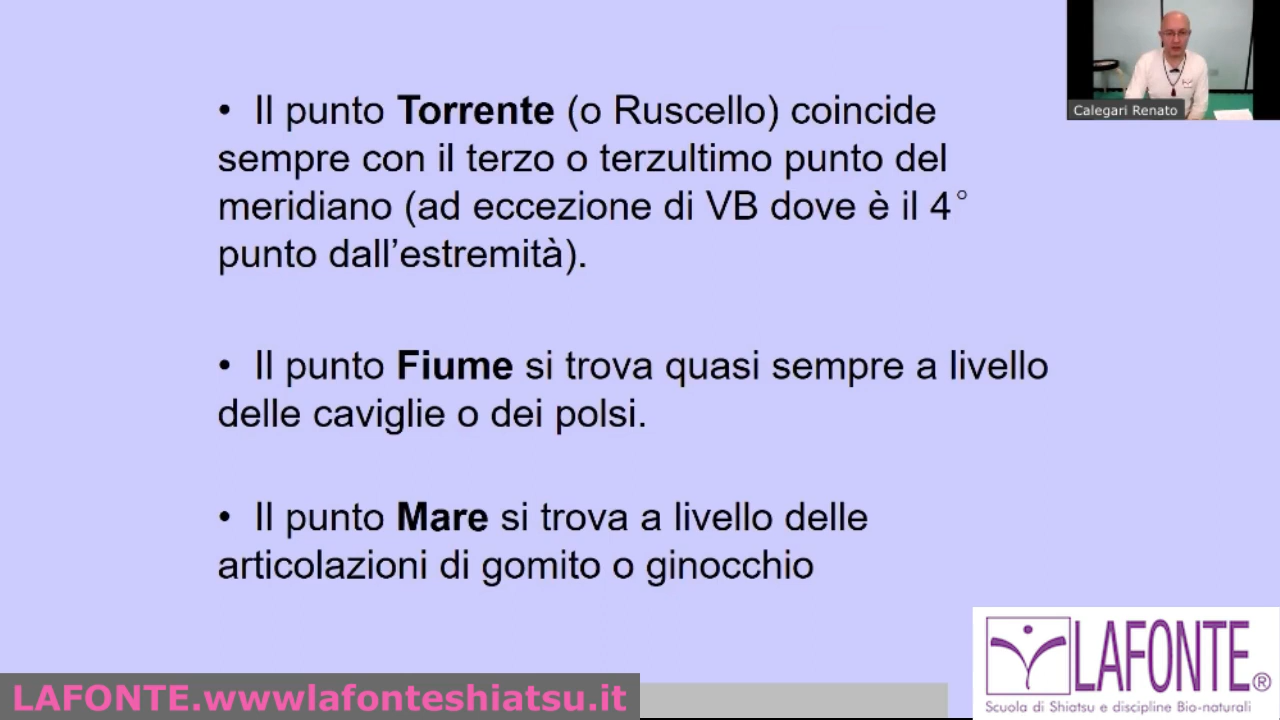 • Il punto Torrente (o Ruscello) coincide
sempre con il terzo o terzultimo punto del
meridiano (ad eccezione di VB dove è il 4°
punto dall’estremità).
• Il punto Fiume si trova quasi sempre a livello
delle caviglie o dei polsi.
• Il punto Mare si trova a livello delle
articolazioni di gomito o ginocchio
Calegari Renato
LAFONTE®
Scuola di Shiatsu e discipline Bio-naturali
LAFONTE.wwwlafonteshiatsu.it